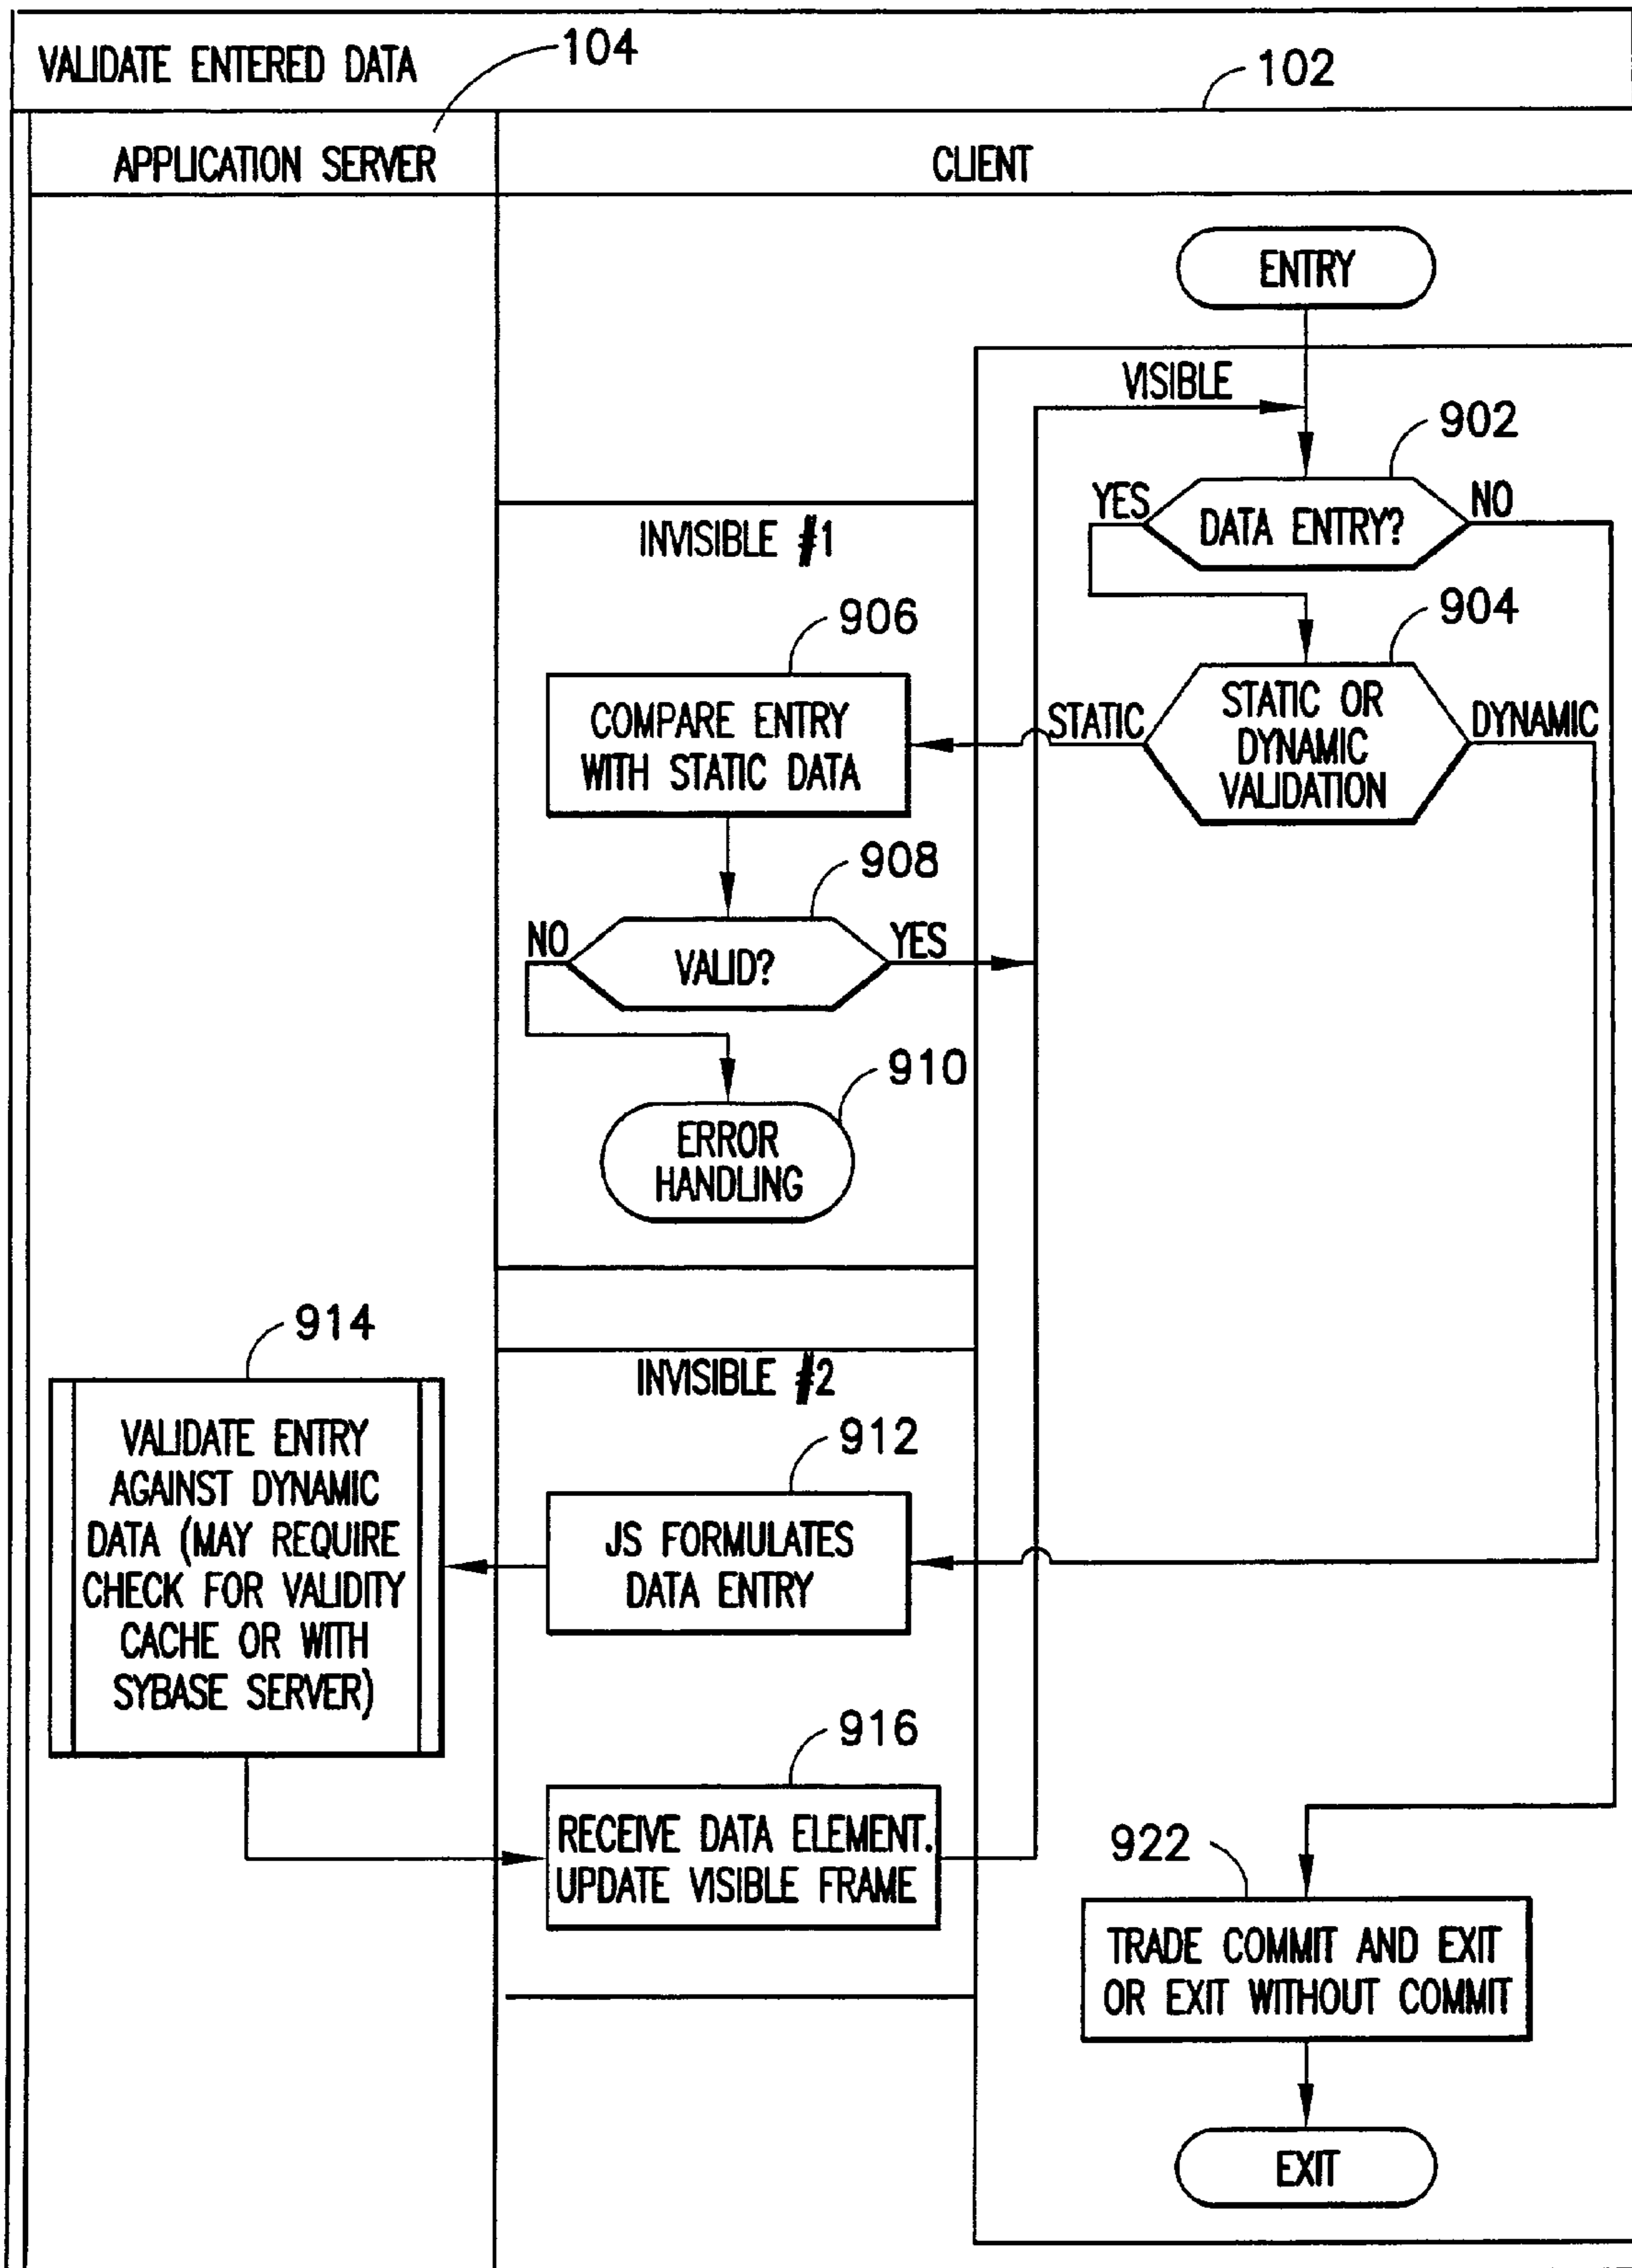 VALIDATE ENTERED DATA
104
102
APPLICATION SERVER
CLIENT
ENTRY
VISIBLE
902
YES
DATA ENTRY?
NO
INVISIBLE #1
904
906
STATIC
STATIC OR
DYNAMIC
VALIDATION
DYNAMIC
COMPARE ENTRY
WITH STATIC DATA
908
NO
VALID?
YES
910
ERROR
HANDLING
914
INVISIBLE #2
VALIDATE ENTRY
AGAINST DYNAMIC
DATA (MAY REQUIRE
CHECK FOR VALIDITY
CACHE OR WITH
SYBASE SERVER)
912
JS FORMULATES
DATA ENTRY
916
RECEIVE DATA ELEMENT.
UPDATE VISIBLE FRAME
922
TRADE COMMIT AND EXIT
OR EXIT WITHOUT COMMIT
EXIT